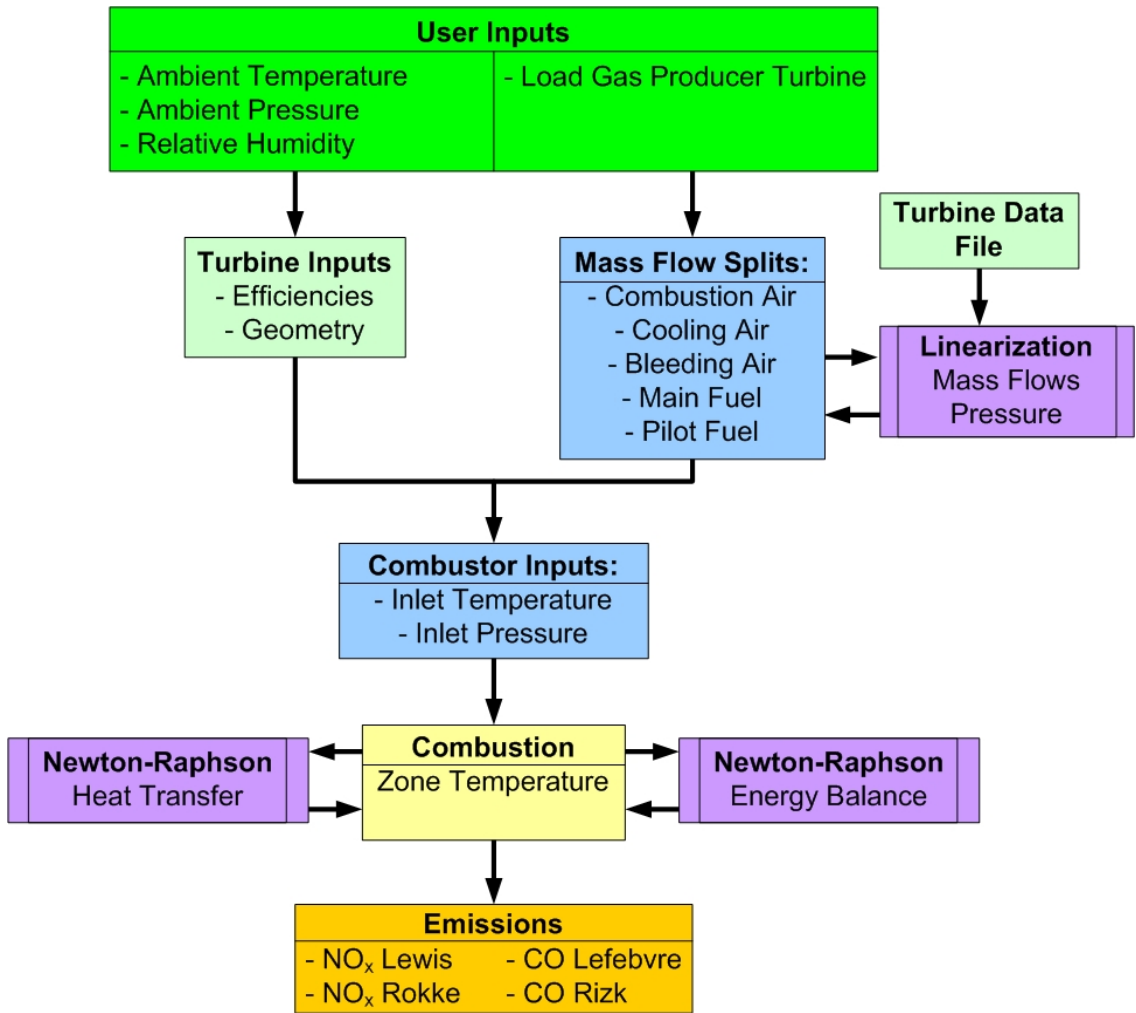 User Inputs
- Ambient Temperature
- Ambient Pressure
- Relative Humidity
- Load Gas Producer Turbine
Turbine Inputs
- Efficiencies
- Geometry
Mass Flow Splits:
- Combustion Air
- Cooling Air
- Bleeding Air
- Main Fuel
- Pilot Fuel
Turbine Data
File
Linearization
Mass Flows
Pressure
Combustor Inputs:
- Inlet Temperature
- Inlet Pressure
Newton-Raphson
Heat Transfer
Combustion
Zone Temperature
Newton-Raphson
Energy Balance
Emissions
- NOₓ Lewis
- NOₓ Rokke
- CO Lefebvre
- CO Rizk